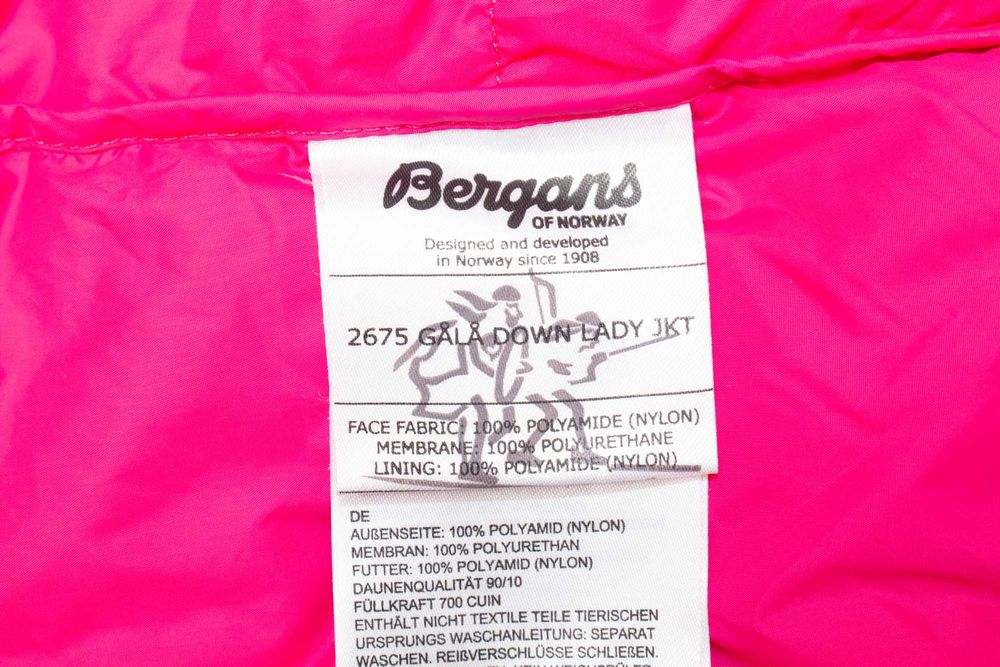 Bergans
OF NORWAY
Designed and developed
in Norway since 1908
2675 GÅLÅ DOWN LADY JKT
FACE FABRIC: 100% POLYAMIDE (NYLON)
MEMBRANE: 100% POLYURETHANE
LINING: 100% POLYAMIDE (NYLON)
DE
AUßENSEITE: 100% POLYAMID (NYLON)
MEMBRAN: 100% POLYURETHAN
FUTTER: 100% POLYAMID (NYLON)
DAUNENQUALITÄT 90/10
FÜLLKRAFT 700 CUIN
ENTHÄLT NICHT TEXTILE TEILE TIERISCHEN
URSPRUNGS WASCHANLEITUNG: SEPARAT
WASCHEN. REIßVERSCHLÜSSE SCHLIEßEN.